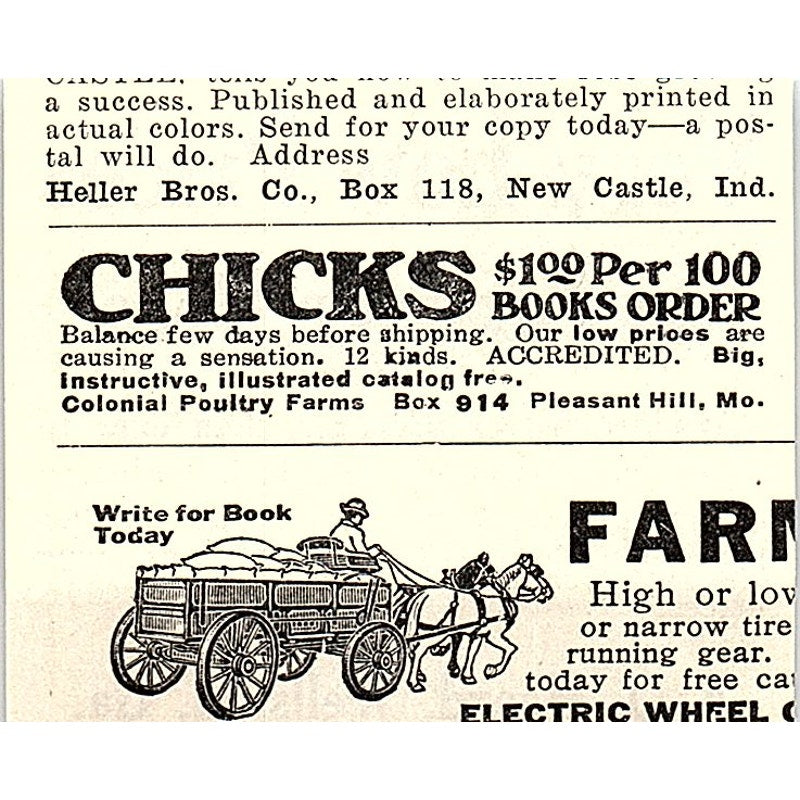 a success. Published and elaborately printed in
actual colors. Send for your copy today—a pos-
tal will do. Address
Heller Bros. Co., Box 118, New Castle, Ind.
CHICKS $1.00 Per 100
BOOKS ORDER
Balance few days before shipping. Our low prices are
causing a sensation. 12 kinds. ACCREDITED. Big,
Instructive, illustrated catalog free.
Colonial Poultry Farms Box 914 Pleasant Hill, Mo.
Write for Book
Today
FARM
High or low
or narrow tire
running gear.
today for free cat
ELECTRIC WHEEL C